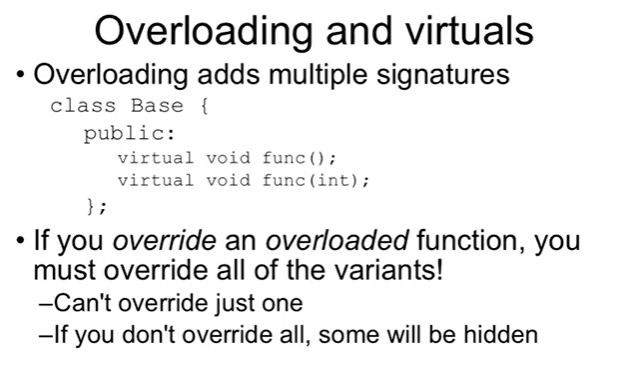 Overloading and virtuals
• Overloading adds multiple signatures
class Base {
public:
virtual void func();
virtual void func(int);
};
• If you override an overloaded function, you
must override all of the variants!
–Can't override just one
–If you don't override all, some will be hidden